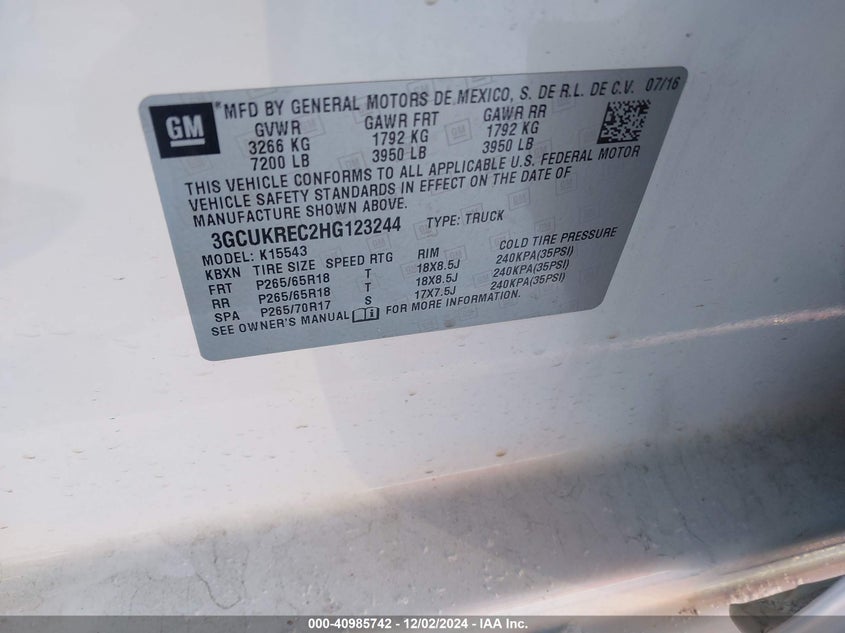 GM
MFD BY GENERAL MOTORS DE MEXICO, S. DE R.L. DE C.V. 07/16
GVWR GAWR FRT GAWR RR
3266 KG 1792 KG 1792 KG
7200 LB 3950 LB 3950 LB
THIS VEHICLE CONFORMS TO ALL APPLICABLE U.S. FEDERAL MOTOR
VEHICLE SAFETY STANDARDS IN EFFECT ON THE DATE OF
MANUFACTURE SHOWN ABOVE.
3GCUKREC2HG123244 TYPE: TRUCK
MODEL: K15543
KBXN TIRE SIZE SPEED RTG RIM COLD TIRE PRESSURE
FRT P265/65R18 T 18X8.5J 240KPA(35PSI)
RR P265/65R18 T 18X8.5J 240KPA(35PSI)
SPA P265/70R17 S 17X7.5J 240KPA(35PSI)
SEE OWNER'S MANUAL FOR MORE INFORMATION.
000-40985742 - 12/02/2024 - IAA Inc.